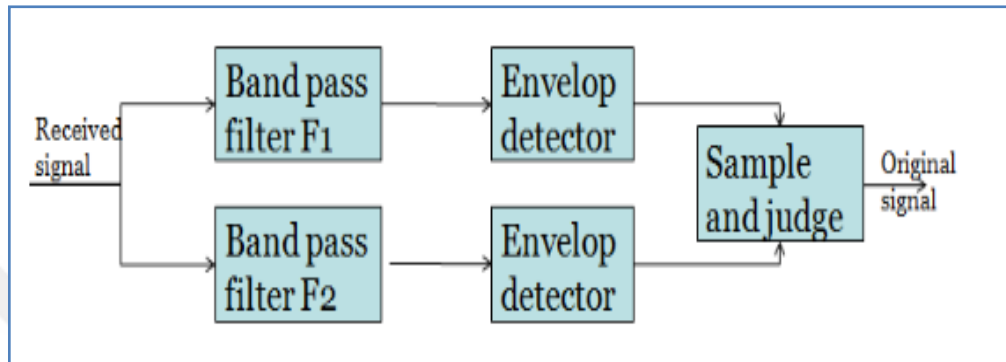 Received
signal
Band pass
filter F1
Envelop
detector
Band pass
filter F2
Envelop
detector
Sample
and judge
Original
signal